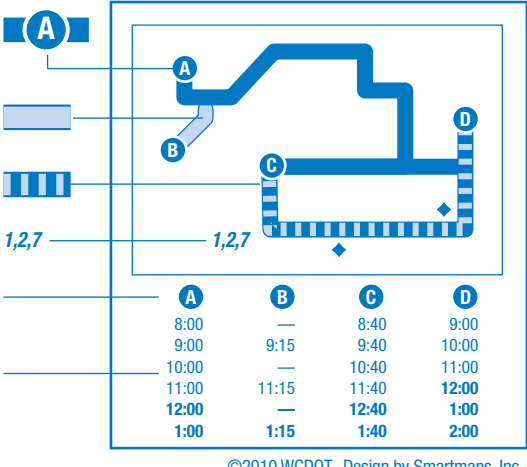 A
A
B
C
D
1,2,7
1,2,7
A B C D
8:00 — 8:40 9:00
9:00 9:15 9:40 10:00
10:00 — 10:40 11:00
11:00 11:15 11:40 12:00
12:00 — 12:40 1:00
1:00 1:15 1:40 2:00
©2010 WCDOT, Design by Smartmaps, Inc.